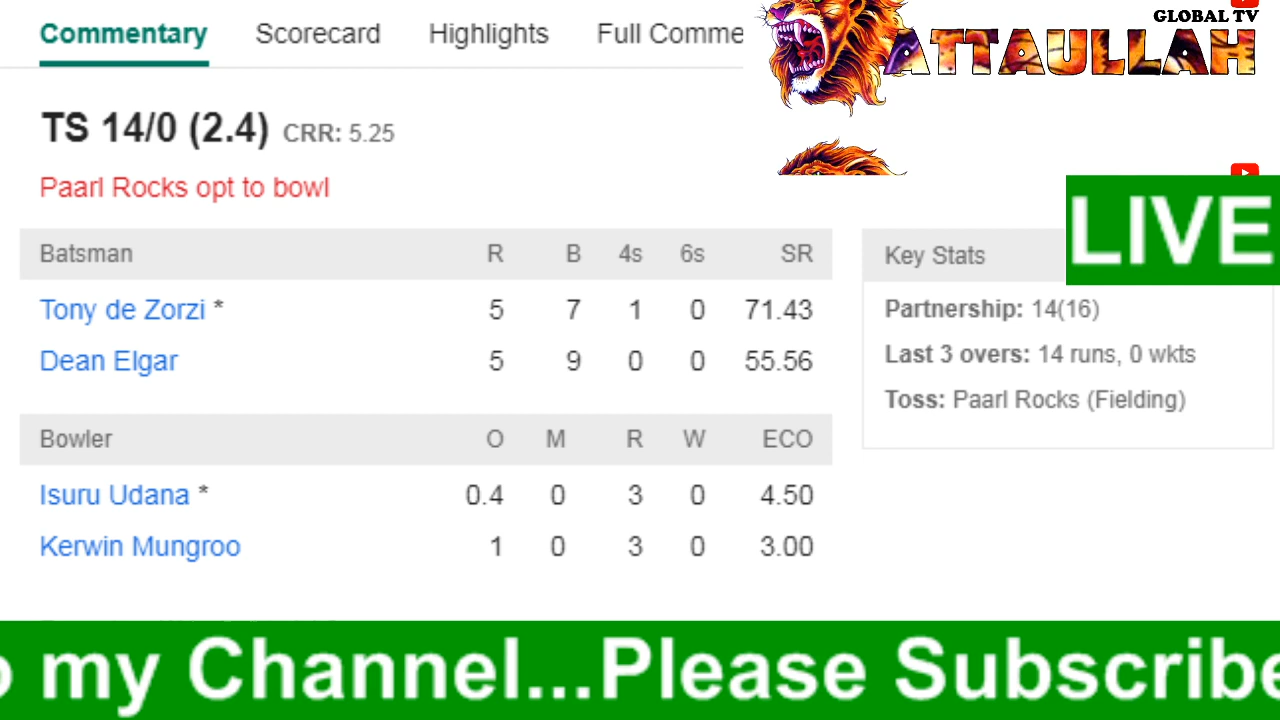 Commentary Scorecard Highlights Full Comme
GLOBAL TV
ATTAULLAH
TS 14/0 (2.4) CRR: 5.25
Paarl Rocks opt to bowl
LIVE
Batsman R B 4s 6s SR
Tony de Zorzi * 5 7 1 0 71.43
Dean Elgar 5 9 0 0 55.56
Bowler O M R W ECO
Isuru Udana * 0.4 0 3 0 4.50
Kerwin Mungroo 1 0 3 0 3.00
Key Stats
Partnership: 14(16)
Last 3 overs: 14 runs, 0 wkts
Toss: Paarl Rocks (Fielding)
o my Channel...Please Subscribe